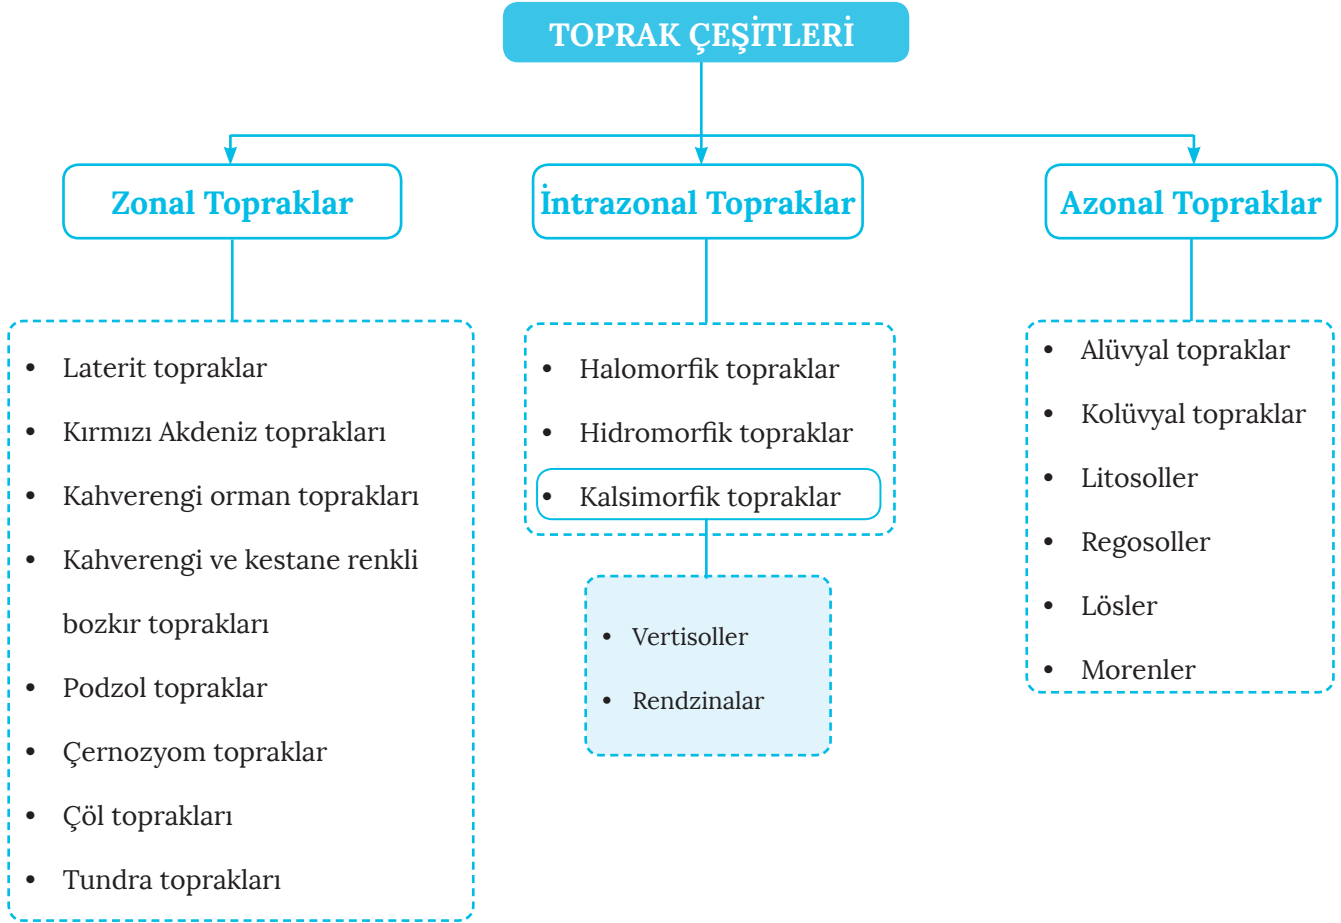 TOPRAK ÇEŞİTLERİ
Zonal Topraklar
• Laterit topraklar
• Kırmızı Akdeniz toprakları
• Kahverengi orman toprakları
• Kahverengi ve kestane renkli
bozkır toprakları
• Podzol topraklar
• Çernozyom topraklar
• Çöl toprakları
• Tundra toprakları
İntrazonal Topraklar
• Halomorfik topraklar
• Hidromorfik topraklar
• Kalsimorfik topraklar
• Vertisoller
• Rendzinalar
Azonal Topraklar
• Alüvyal topraklar
• Kolüvyal topraklar
• Litosoller
• Regosoller
• Lösler
• Morenler